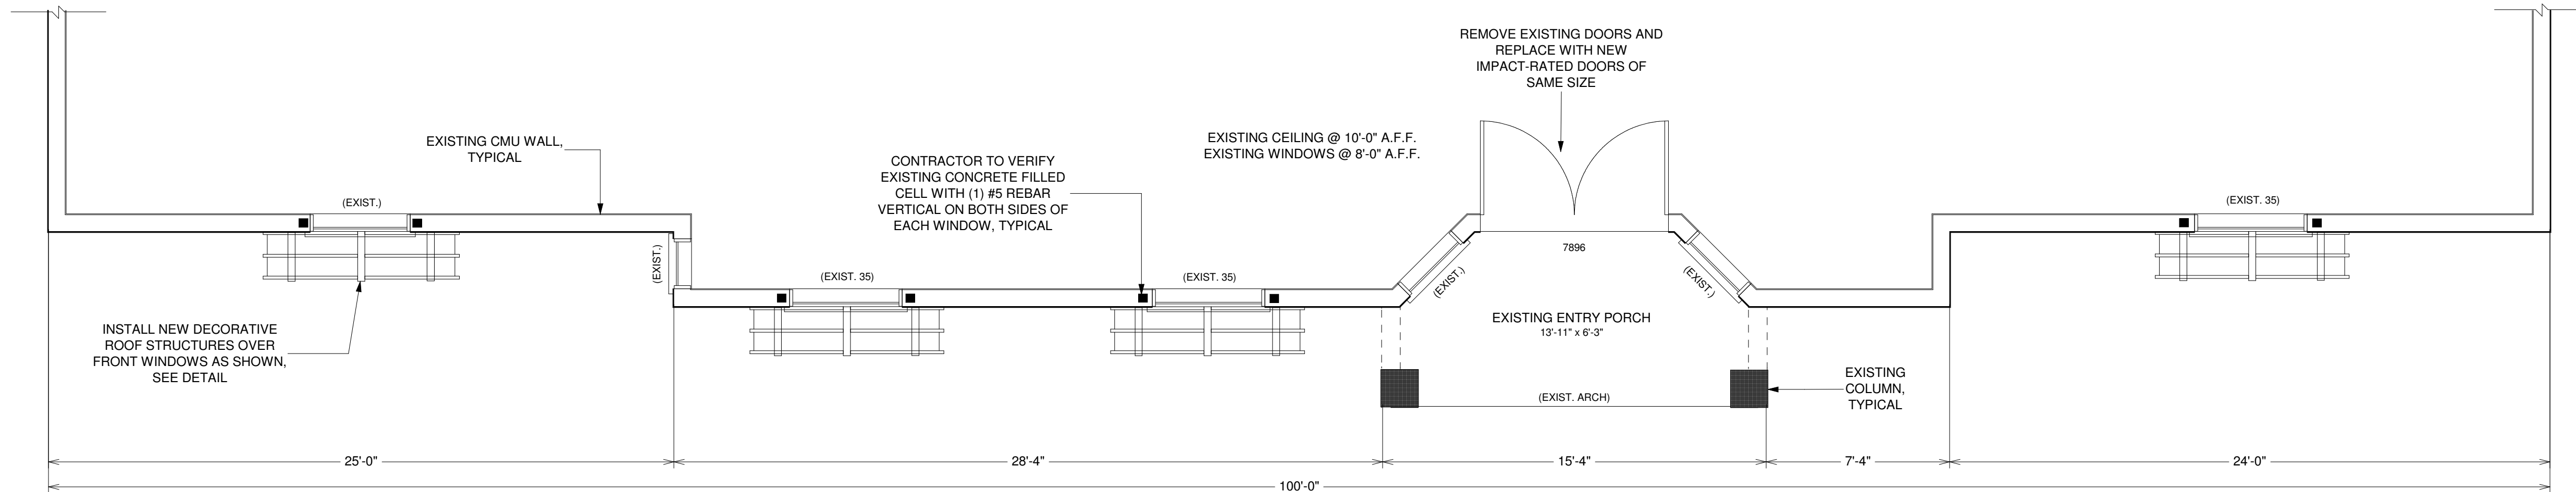 REMOVE EXISTING DOORS AND
REPLACE WITH NEW
IMPACT-RATED DOORS OF
SAME SIZE
EXISTING CMU WALL,
TYPICAL
EXISTING CEILING @ 10'-0" A.F.F.
EXISTING WINDOWS @ 8'-0" A.F.F.
CONTRACTOR TO VERIFY
EXISTING CONCRETE FILLED
CELL WITH (1) #5 REBAR
VERTICAL ON BOTH SIDES OF
EACH WINDOW, TYPICAL
(EXIST.)
(EXIST. 35)
(EXIST.)
7896
(EXIST. 35)
(EXIST. 35)
(EXIST.)
(EXIST.)
EXISTING ENTRY PORCH
13'-11" x 6'-3"
INSTALL NEW DECORATIVE
ROOF STRUCTURES OVER
FRONT WINDOWS AS SHOWN,
SEE DETAIL
EXISTING
COLUMN,
TYPICAL
(EXIST. ARCH)
25'-0"
28'-4"
15'-4"
7'-4"
24'-0"
100'-0"